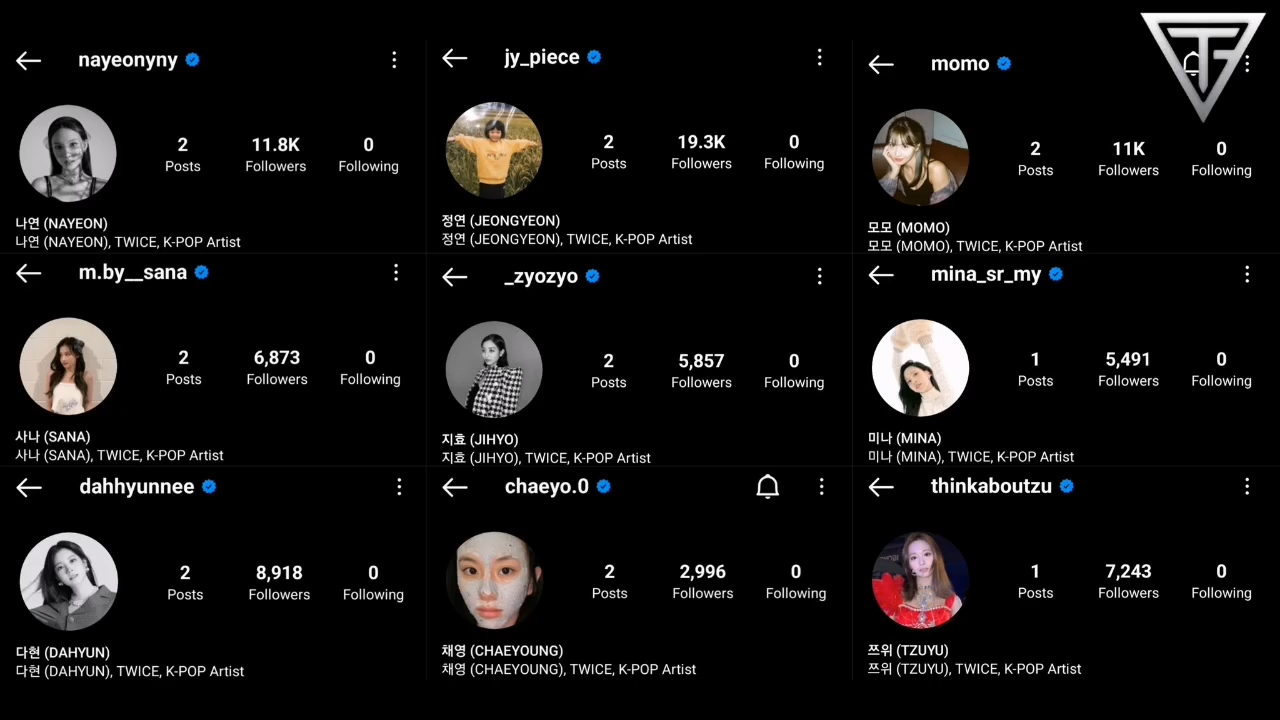 nayeonyny
2 11.8K 0
Posts Followers Following
나연 (NAYEON)
나연 (NAYEON), TWICE, K-POP Artist
jy_piece
2 19.3K 0
Posts Followers Following
정연 (JEONGYEON)
정연 (JEONGYEON), TWICE, K-POP Artist
momo
2 11K 0
Posts Followers Following
모모 (MOMO)
모모 (MOMO), TWICE, K-POP Artist
m.by__sana
2 6,873 0
Posts Followers Following
사나 (SANA)
사나 (SANA), TWICE, K-POP Artist
_zyozyo
2 5,857 0
Posts Followers Following
지효 (JIHYO)
지효 (JIHYO), TWICE, K-POP Artist
mina_sr_my
1 5,491 0
Posts Followers Following
미나 (MINA)
미나 (MINA), TWICE, K-POP Artist
dahhyunnee
2 8,918 0
Posts Followers Following
다현 (DAHYUN)
다현 (DAHYUN), TWICE, K-POP Artist
chaeyo.0
2 2,996 0
Posts Followers Following
채영 (CHAEYOUNG)
채영 (CHAEYOUNG), TWICE, K-POP Artist
thinkaboutzu
1 7,243 0
Posts Followers Following
쯔위 (TZUYU)
쯔위 (TZUYU), TWICE, K-POP Artist